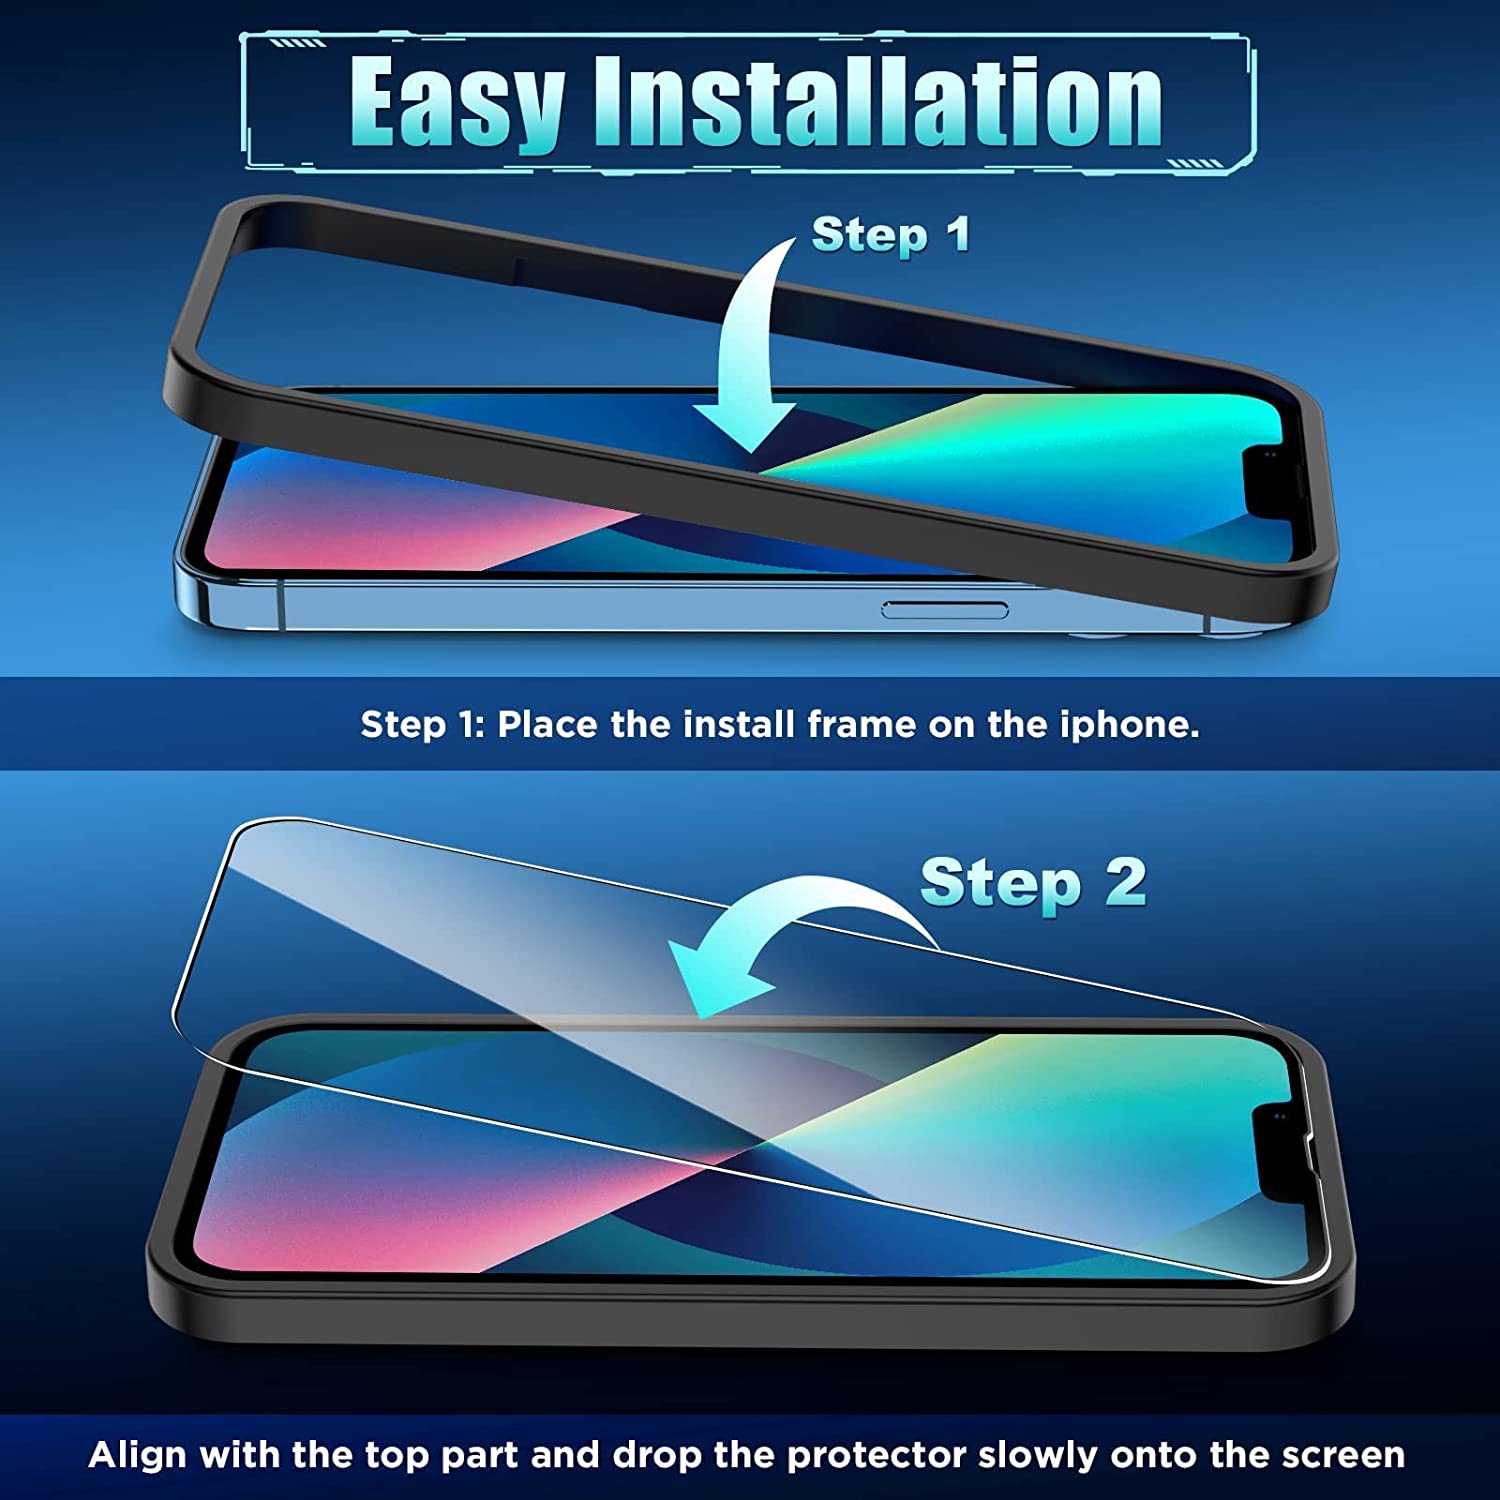 Easy Installation
Step 1
Step 1: Place the install frame on the iphone.
Step 2
Align with the top part and drop the protector slowly onto the screen